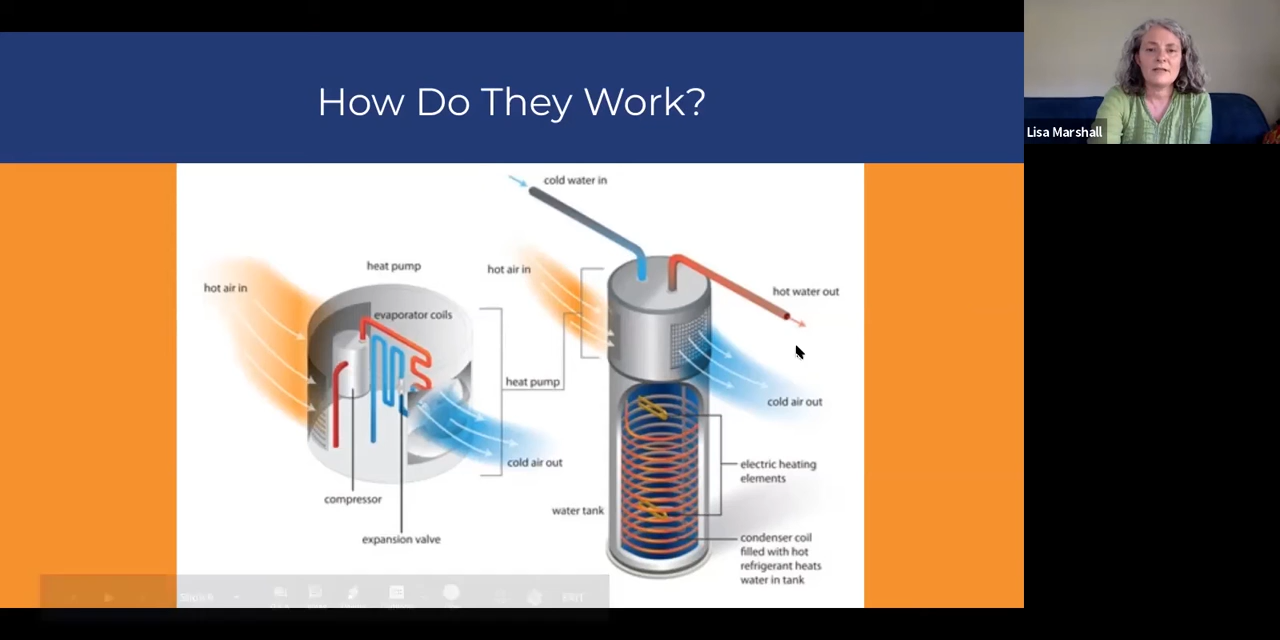 How Do They Work?
Lisa Marshall
cold water in
hot air in
heat pump
hot air in
evaporator coils
hot water out
heat pump
cold air out
cold air out
electric heating
elements
compressor
water tank
expansion valve
condenser coil
filled with hot
refrigerant heats
water in tank
EXIT